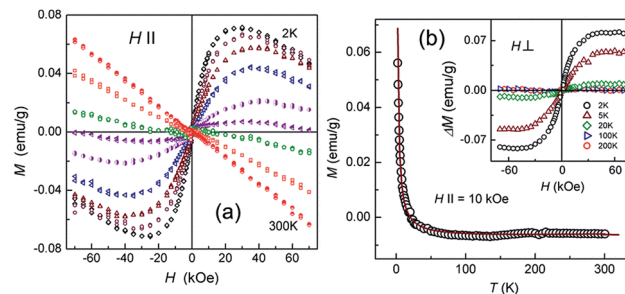 (a)
H ||
2K
300K
M (emu/g)
0.08
0.04
0.00
-0.04
-0.08
-60 -40 -20 0 20 40 60
H (kOe)
(b)
M (emu/g)
0.06
0.04
0.02
0.00
0 100 200 300
T (K)
H || = 10 kOe
H⊥
ΔM (emu/g)
0.07
0.00
-0.07
-60 -30 0 30 60
H (kOe)
2K
5K
20K
100K
200K